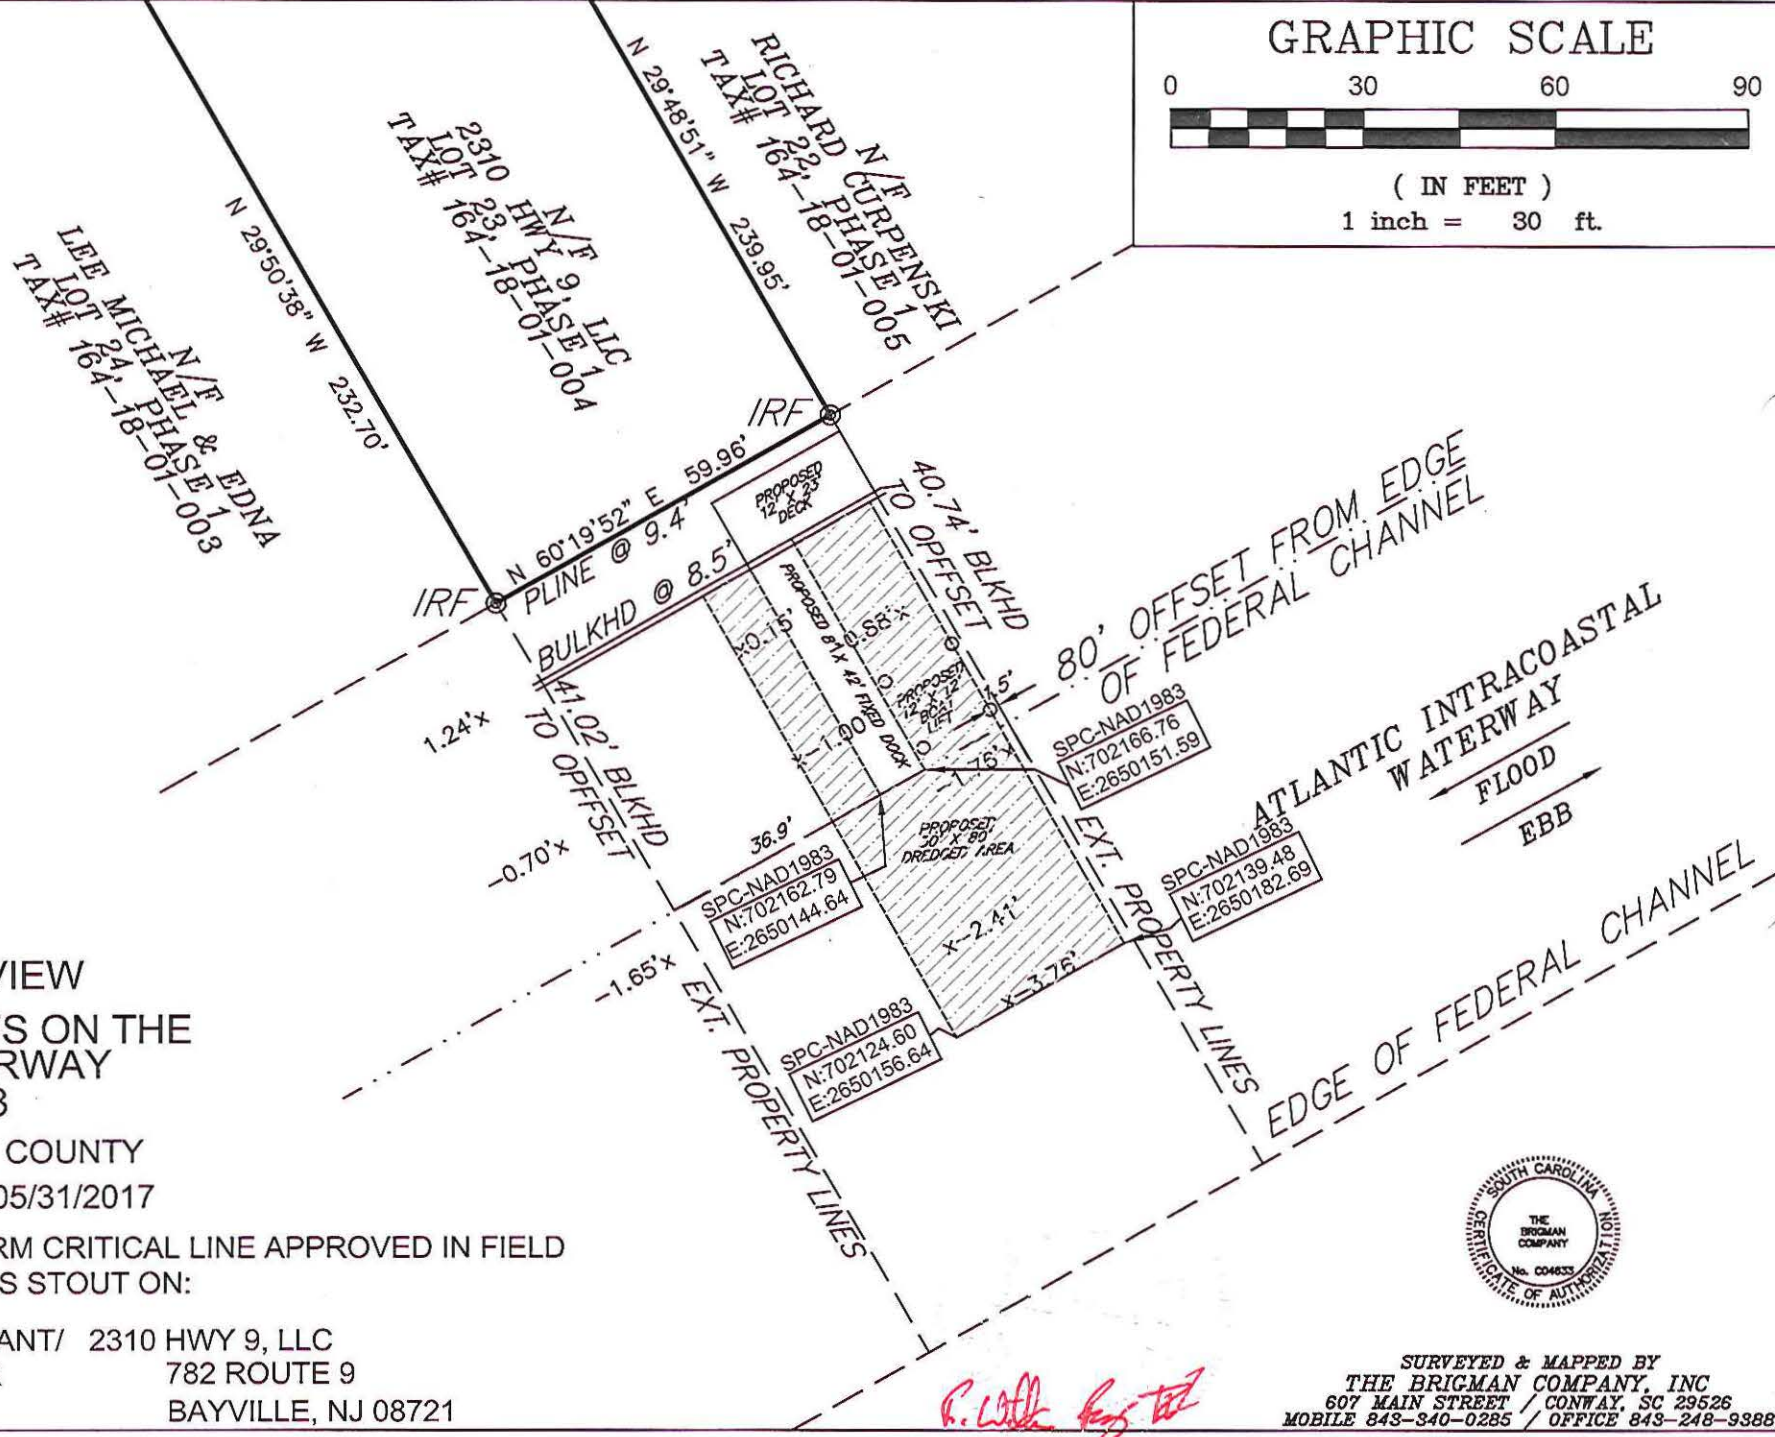 GRAPHIC SCALE
0 30 60 90
( IN FEET )
1 inch = 30 ft.
N 29°48'51" W 239.95'
N/F
RICHARD CURPENSKI
LOT 22, PHASE 1
TAX# 164-18-01-005
N/F
2310 HWY 9, LLC
LOT 23, PHASE 1
TAX# 164-18-01-004
N 29°50'38" W 232.70'
N/F
LEE MICHAEL & EDNA
LOT 24, PHASE 1
TAX# 164-18-01-003
IRF
IRF
N 60°19'52" E 59.96'
PLINE @ 9.4'
BULKHD @ 8.5'
PROPOSED
12' X 23'
DECK
40.74' BLKHD
TO OPFFSET
41.02' BLKHD
TO OPFFSET
80' OFFSET FROM EDGE
OF FEDERAL CHANNEL
PROPOSED 8' X 42' FIXED DOCK
x0.15'
0.88'x
PROPOSED
12' X 12'
BOAT
LIFT
-1.00'
-1.76'x
1.24'x
-0.70'x
-1.65'x
36.9'
SPC-NAD1983
N:702166.76
E:2650151.59
SPC-NAD1983
N:702162.79
E:2650144.64
SPC-NAD1983
N:702139.48
E:2650182.69
SPC-NAD1983
N:702124.60
E:2650156.64
PROPOSED
30' X 80'
DREDGED AREA
x-2.41'
x-3.76'
EXT. PROPERTY LINES
EXT. PROPERTY LINES
ATLANTIC INTRACOASTAL
WATERWAY
FLOOD
EBB
EDGE OF FEDERAL CHANNEL
VIEW
TS ON THE
RWAY
3
COUNTY
05/31/2017
RM CRITICAL LINE APPROVED IN FIELD
S STOUT ON:
ANT/ 2310 HWY 9, LLC
782 ROUTE 9
BAYVILLE, NJ 08721
SOUTH CAROLINA
CERTIFICATE OF AUTHORIZATION
THE
BRIGMAN
COMPANY
No. C04633
SURVEYED & MAPPED BY
THE BRIGMAN COMPANY, INC
607 MAIN STREET / CONWAY, SC 29526
MOBILE 843-340-0285 / OFFICE 843-248-9388